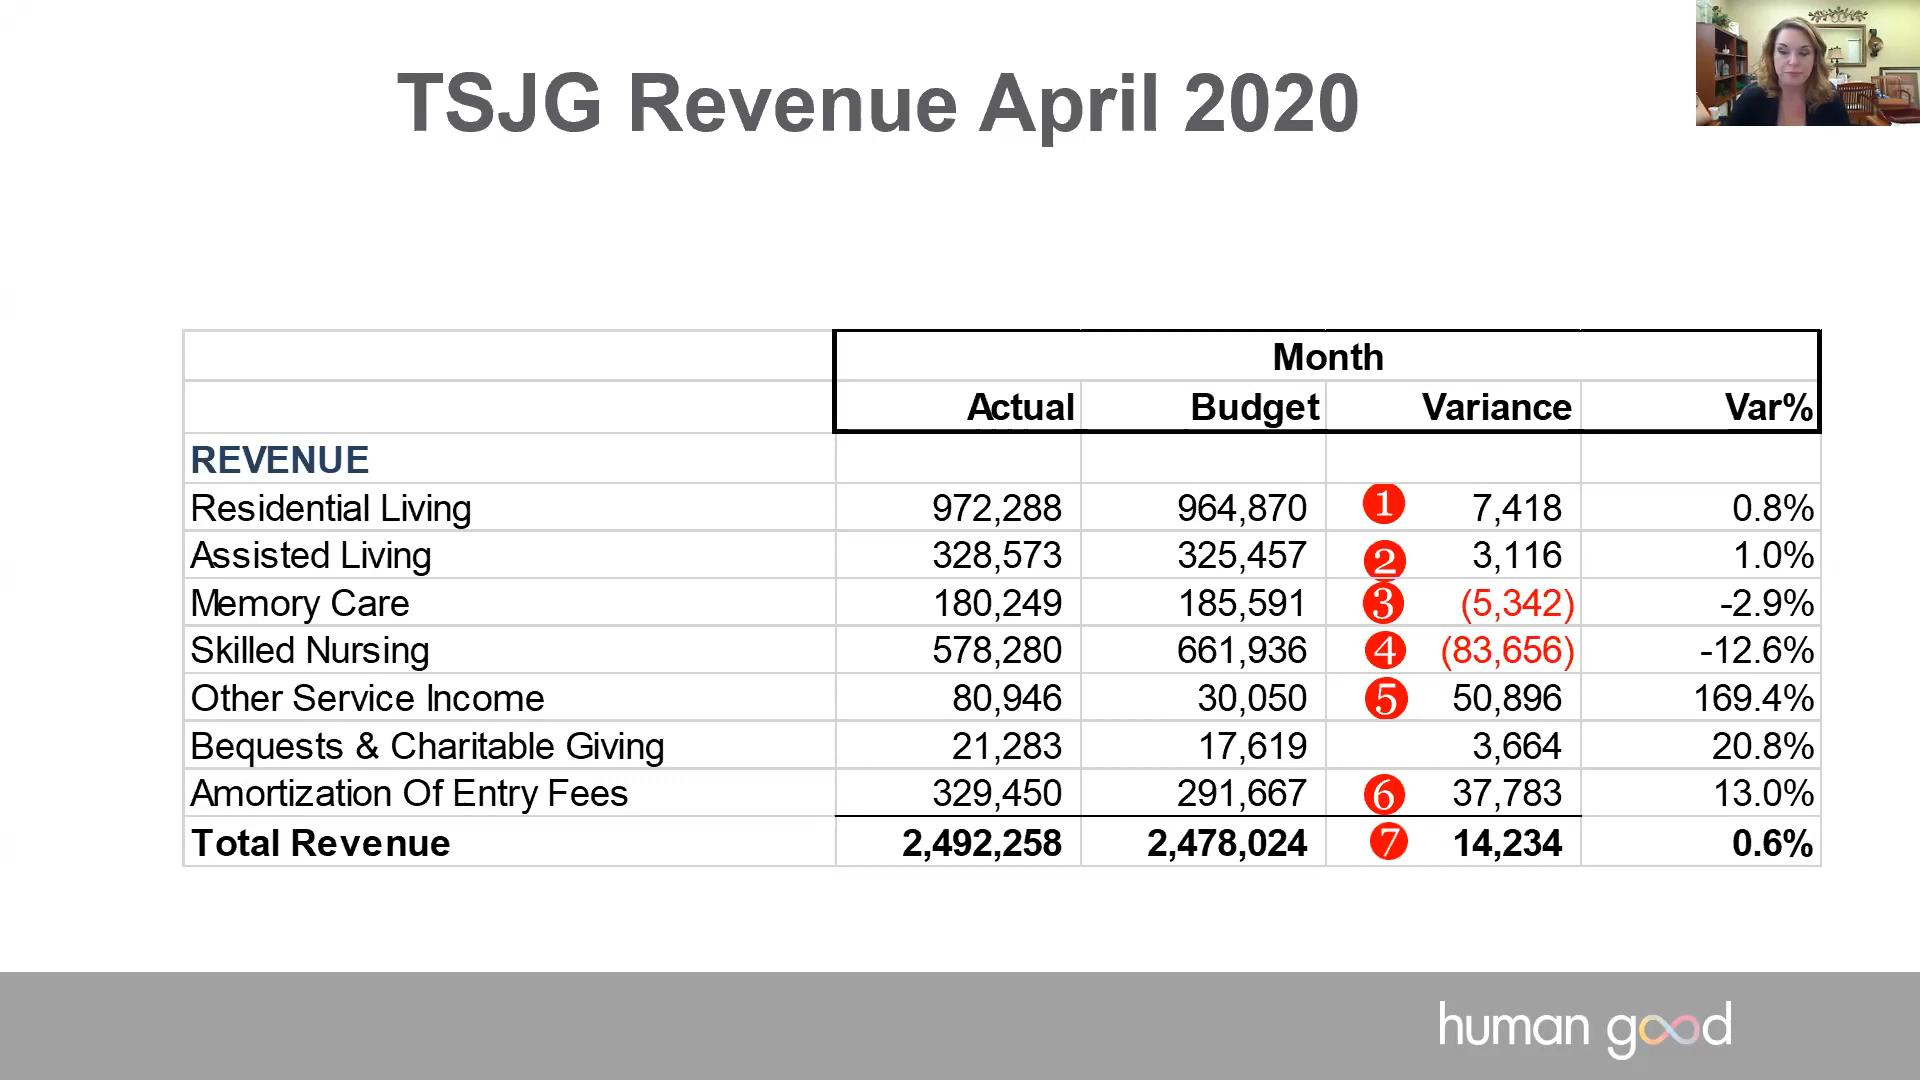 TSJG Revenue April 2020
Month
Actual Budget Variance Var%
REVENUE
Residential Living 972,288 964,870 1 7,418 0.8%
Assisted Living 328,573 325,457 2 3,116 1.0%
Memory Care 180,249 185,591 3 (5,342) -2.9%
Skilled Nursing 578,280 661,936 4 (83,656) -12.6%
Other Service Income 80,946 30,050 5 50,896 169.4%
Bequests & Charitable Giving 21,283 17,619 3,664 20.8%
Amortization Of Entry Fees 329,450 291,667 6 37,783 13.0%
Total Revenue 2,492,258 2,478,024 7 14,234 0.6%
human good